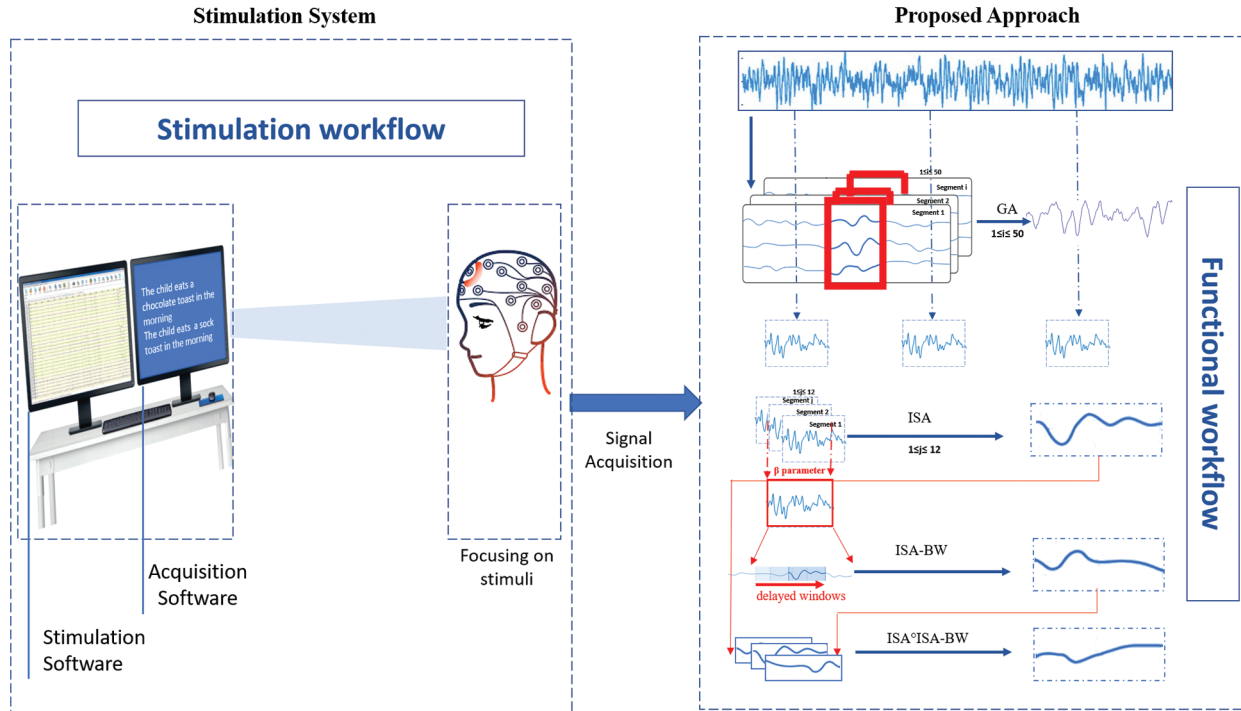 Stimulation System
Stimulation workflow
The child eats a
chocolate toast in the
morning
The child eats a sock
toast in the morning
Focusing on
stimuli
Acquisition
Software
Stimulation
Software
Signal
Acquisition
Proposed Approach
1≤i≤ 50
Segment i
Segment 2
Segment 1
GA
1≤i≤ 50
1≤j≤ 12
Segment j
Segment 2
Segment 1
ISA
1≤j≤ 12
β parameter
ISA-BW
delayed windows
ISA°ISA-BW
Functional workflow